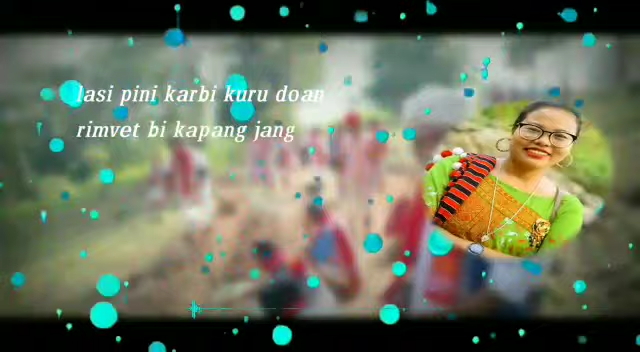 lasi pini karbi kuru doan
rimvet bi kapang jang